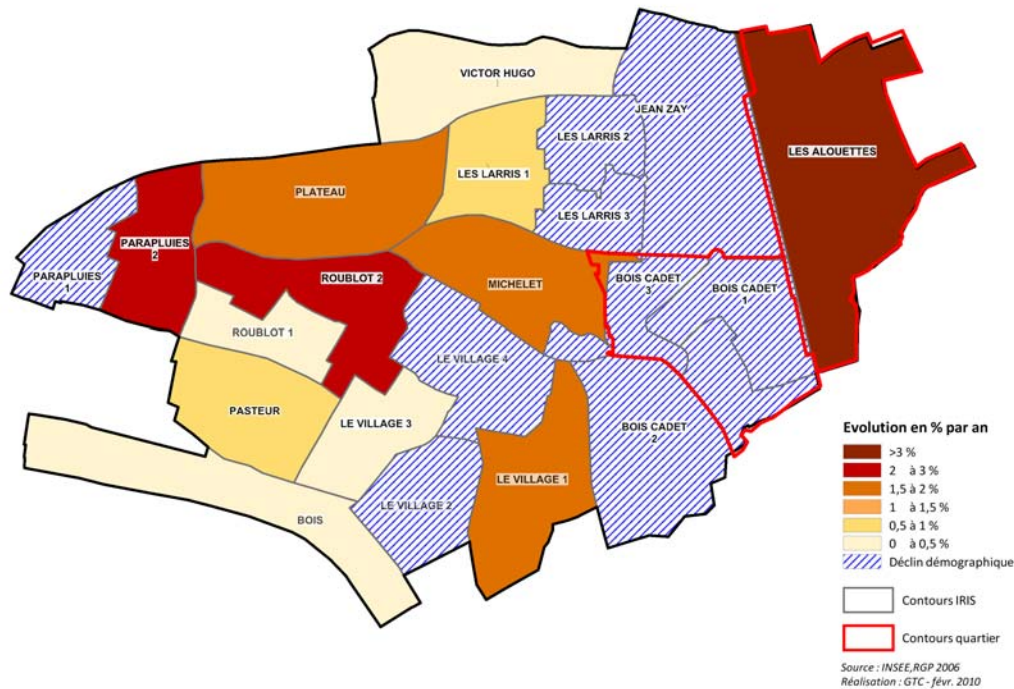 VICTOR HUGO
JEAN ZAY
LES LARRIS 2
LES ALOUETTES
LES LARRIS 1
PLATEAU
LES LARRIS 3
PARAPLUIES
2
PARAPLUIES
1
ROUBLOT 2
MICHELET
BOIS CADET
3
BOIS CADET
1
ROUBLOT 1
LE VILLAGE 4
PASTEUR
LE VILLAGE 3
BOIS CADET
2
LE VILLAGE 1
LE VILLAGE 2
BOIS
Evolution en % par an
>3 %
2 à 3 %
1,5 à 2 %
1 à 1,5 %
0,5 à 1 %
0 à 0,5 %
Déclin démographique
Contours IRIS
Contours quartier
Source : INSEE,RGP 2006
Réalisation : GTC - févr. 2010